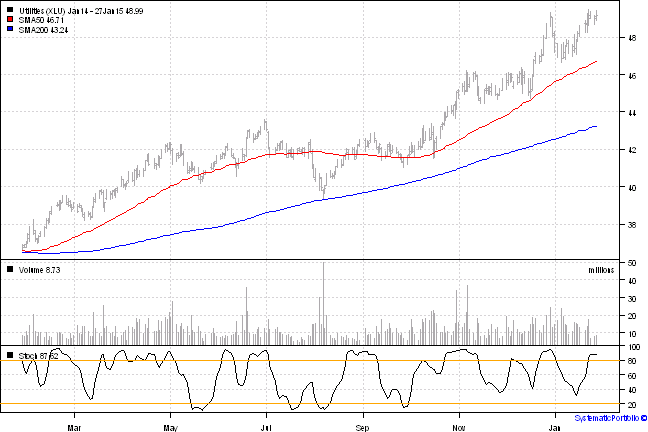 Utilities (XLU) Jan14 - 27Jan15 48.99
SMA50 46.71
SMA200 43.24
48
46
44
42
40
38
Volume 8.73
millions
50
40
30
20
10
Stoch 87.62
100
80
60
40
20
Mar
May
Jul
Sep
Nov
Jan
SystematicPortfolio ©